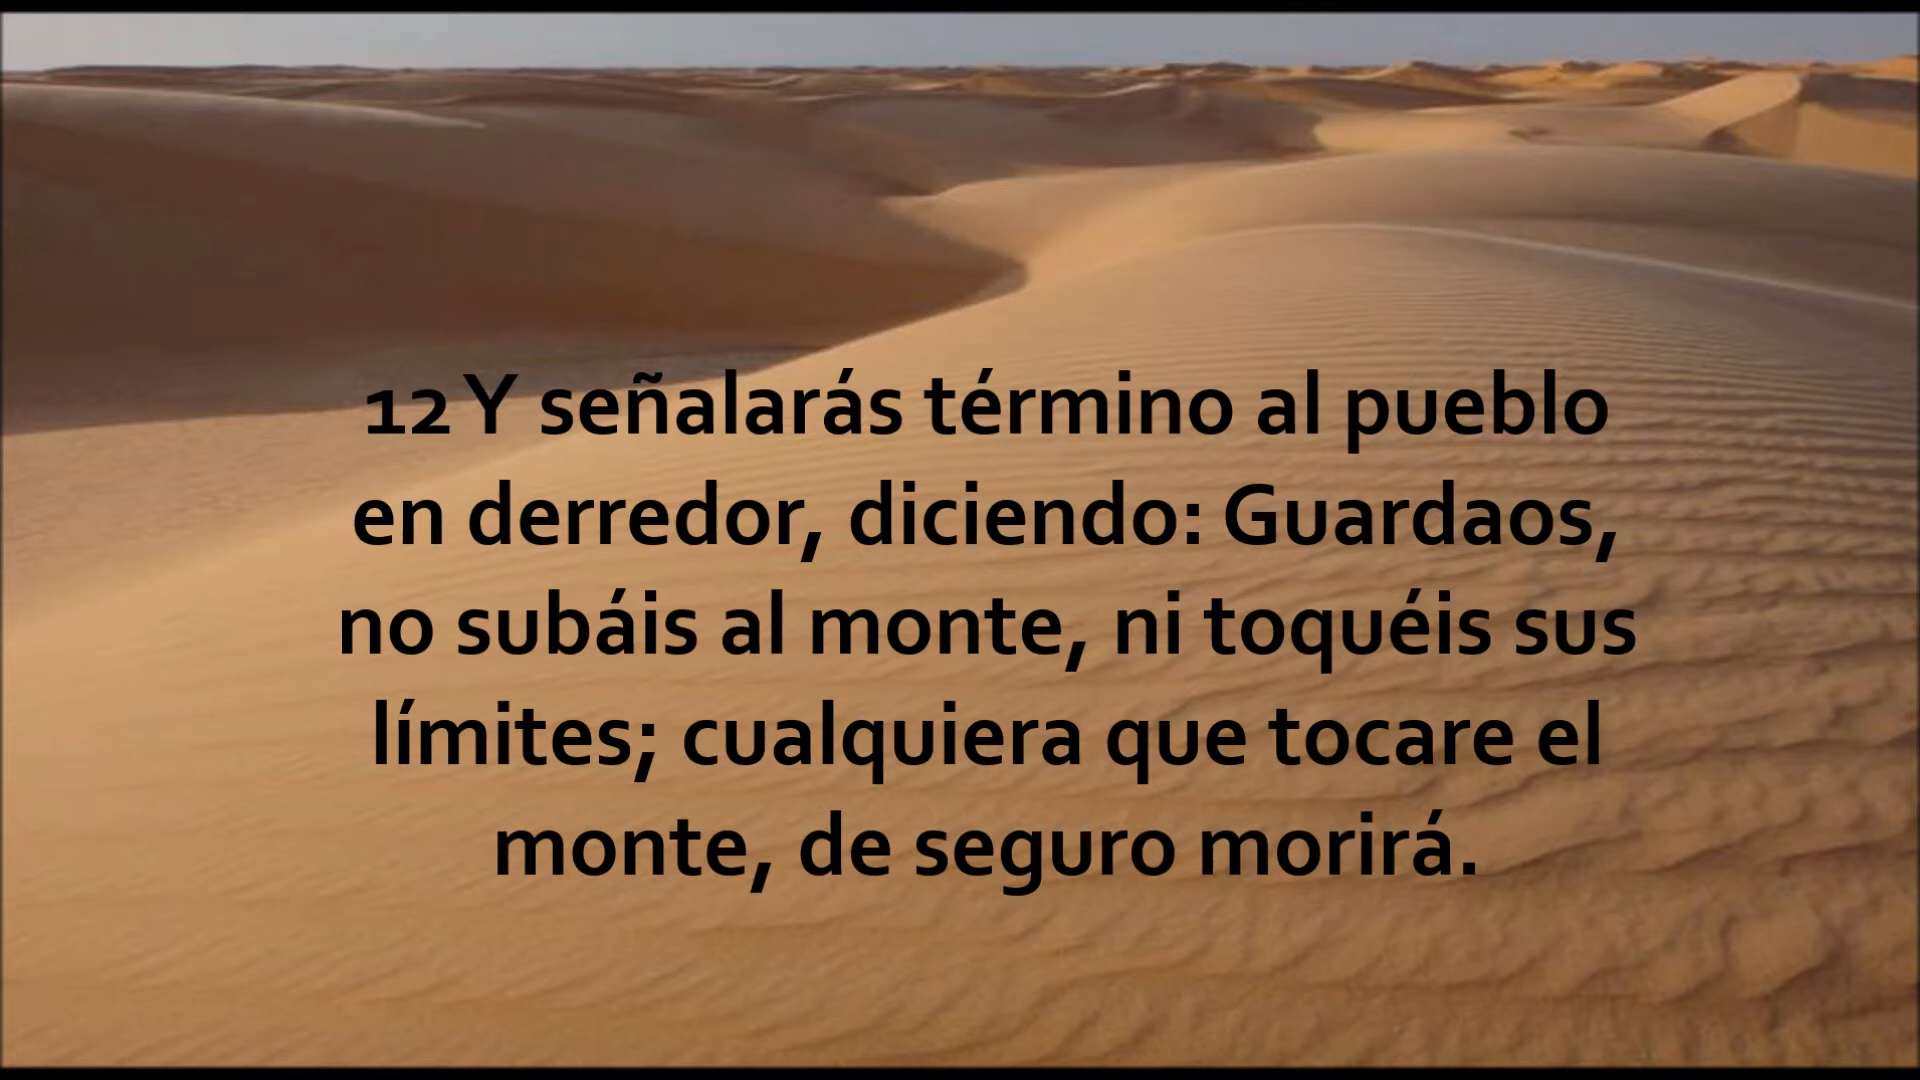 12 Y señalarás término al pueblo
en derredor, diciendo: Guardaos,
no subáis al monte, ni toquéis sus
límites; cualquiera que tocare el
monte, de seguro morirá.